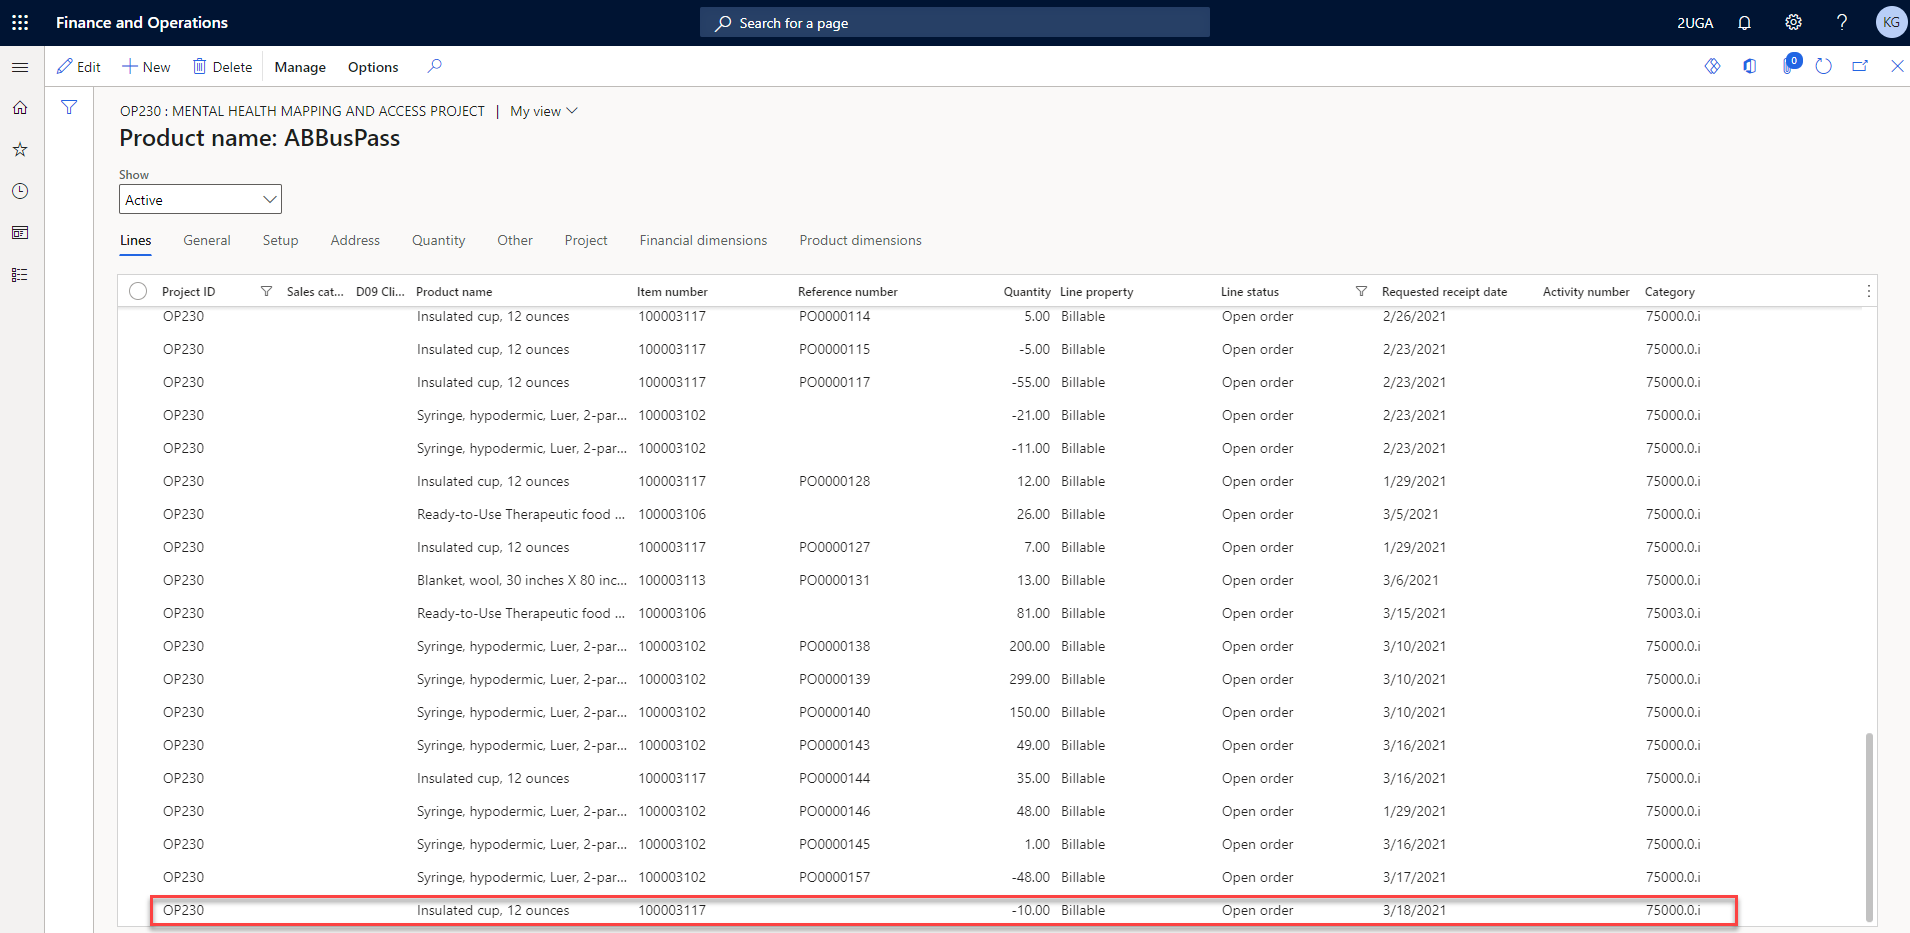 Finance and Operations
Search for a page
2UGA
KG
Edit New Delete Manage Options
0
OP230 : MENTAL HEALTH MAPPING AND ACCESS PROJECT | My view
Product name: ABBusPass
Show
Active
Lines General Setup Address Quantity Other Project Financial dimensions Product dimensions
Project ID Sales cat... D09 Cli... Product name Item number Reference number Quantity Line property Line status Requested receipt date Activity number Category
OP230 Insulated cup, 12 ounces 100003117 PO0000114 5.00 Billable Open order 2/26/2021 75000.0.i
OP230 Insulated cup, 12 ounces 100003117 PO0000115 -5.00 Billable Open order 2/23/2021 75000.0.i
OP230 Insulated cup, 12 ounces 100003117 PO0000117 -55.00 Billable Open order 2/23/2021 75000.0.i
OP230 Syringe, hypodermic, Luer, 2-par... 100003102 -21.00 Billable Open order 2/23/2021 75000.0.i
OP230 Syringe, hypodermic, Luer, 2-par... 100003102 -11.00 Billable Open order 2/23/2021 75000.0.i
OP230 Insulated cup, 12 ounces 100003117 PO0000128 12.00 Billable Open order 1/29/2021 75000.0.i
OP230 Ready-to-Use Therapeutic food ... 100003106 26.00 Billable Open order 3/5/2021 75000.0.i
OP230 Insulated cup, 12 ounces 100003117 PO0000127 7.00 Billable Open order 1/29/2021 75000.0.i
OP230 Blanket, wool, 30 inches X 80 inc... 100003113 PO0000131 13.00 Billable Open order 3/6/2021 75000.0.i
OP230 Ready-to-Use Therapeutic food ... 100003106 81.00 Billable Open order 3/15/2021 75003.0.i
OP230 Syringe, hypodermic, Luer, 2-par... 100003102 PO0000138 200.00 Billable Open order 3/10/2021 75000.0.i
OP230 Syringe, hypodermic, Luer, 2-par... 100003102 PO0000139 299.00 Billable Open order 3/10/2021 75000.0.i
OP230 Syringe, hypodermic, Luer, 2-par... 100003102 PO0000140 150.00 Billable Open order 3/10/2021 75000.0.i
OP230 Syringe, hypodermic, Luer, 2-par... 100003102 PO0000143 49.00 Billable Open order 3/16/2021 75000.0.i
OP230 Insulated cup, 12 ounces 100003117 PO0000144 35.00 Billable Open order 3/16/2021 75000.0.i
OP230 Syringe, hypodermic, Luer, 2-par... 100003102 PO0000146 48.00 Billable Open order 1/29/2021 75000.0.i
OP230 Syringe, hypodermic, Luer, 2-par... 100003102 PO0000145 1.00 Billable Open order 3/16/2021 75000.0.i
OP230 Syringe, hypodermic, Luer, 2-par... 100003102 PO0000157 -48.00 Billable Open order 3/17/2021 75000.0.i
OP230 Insulated cup, 12 ounces 100003117 -10.00 Billable Open order 3/18/2021 75000.0.i